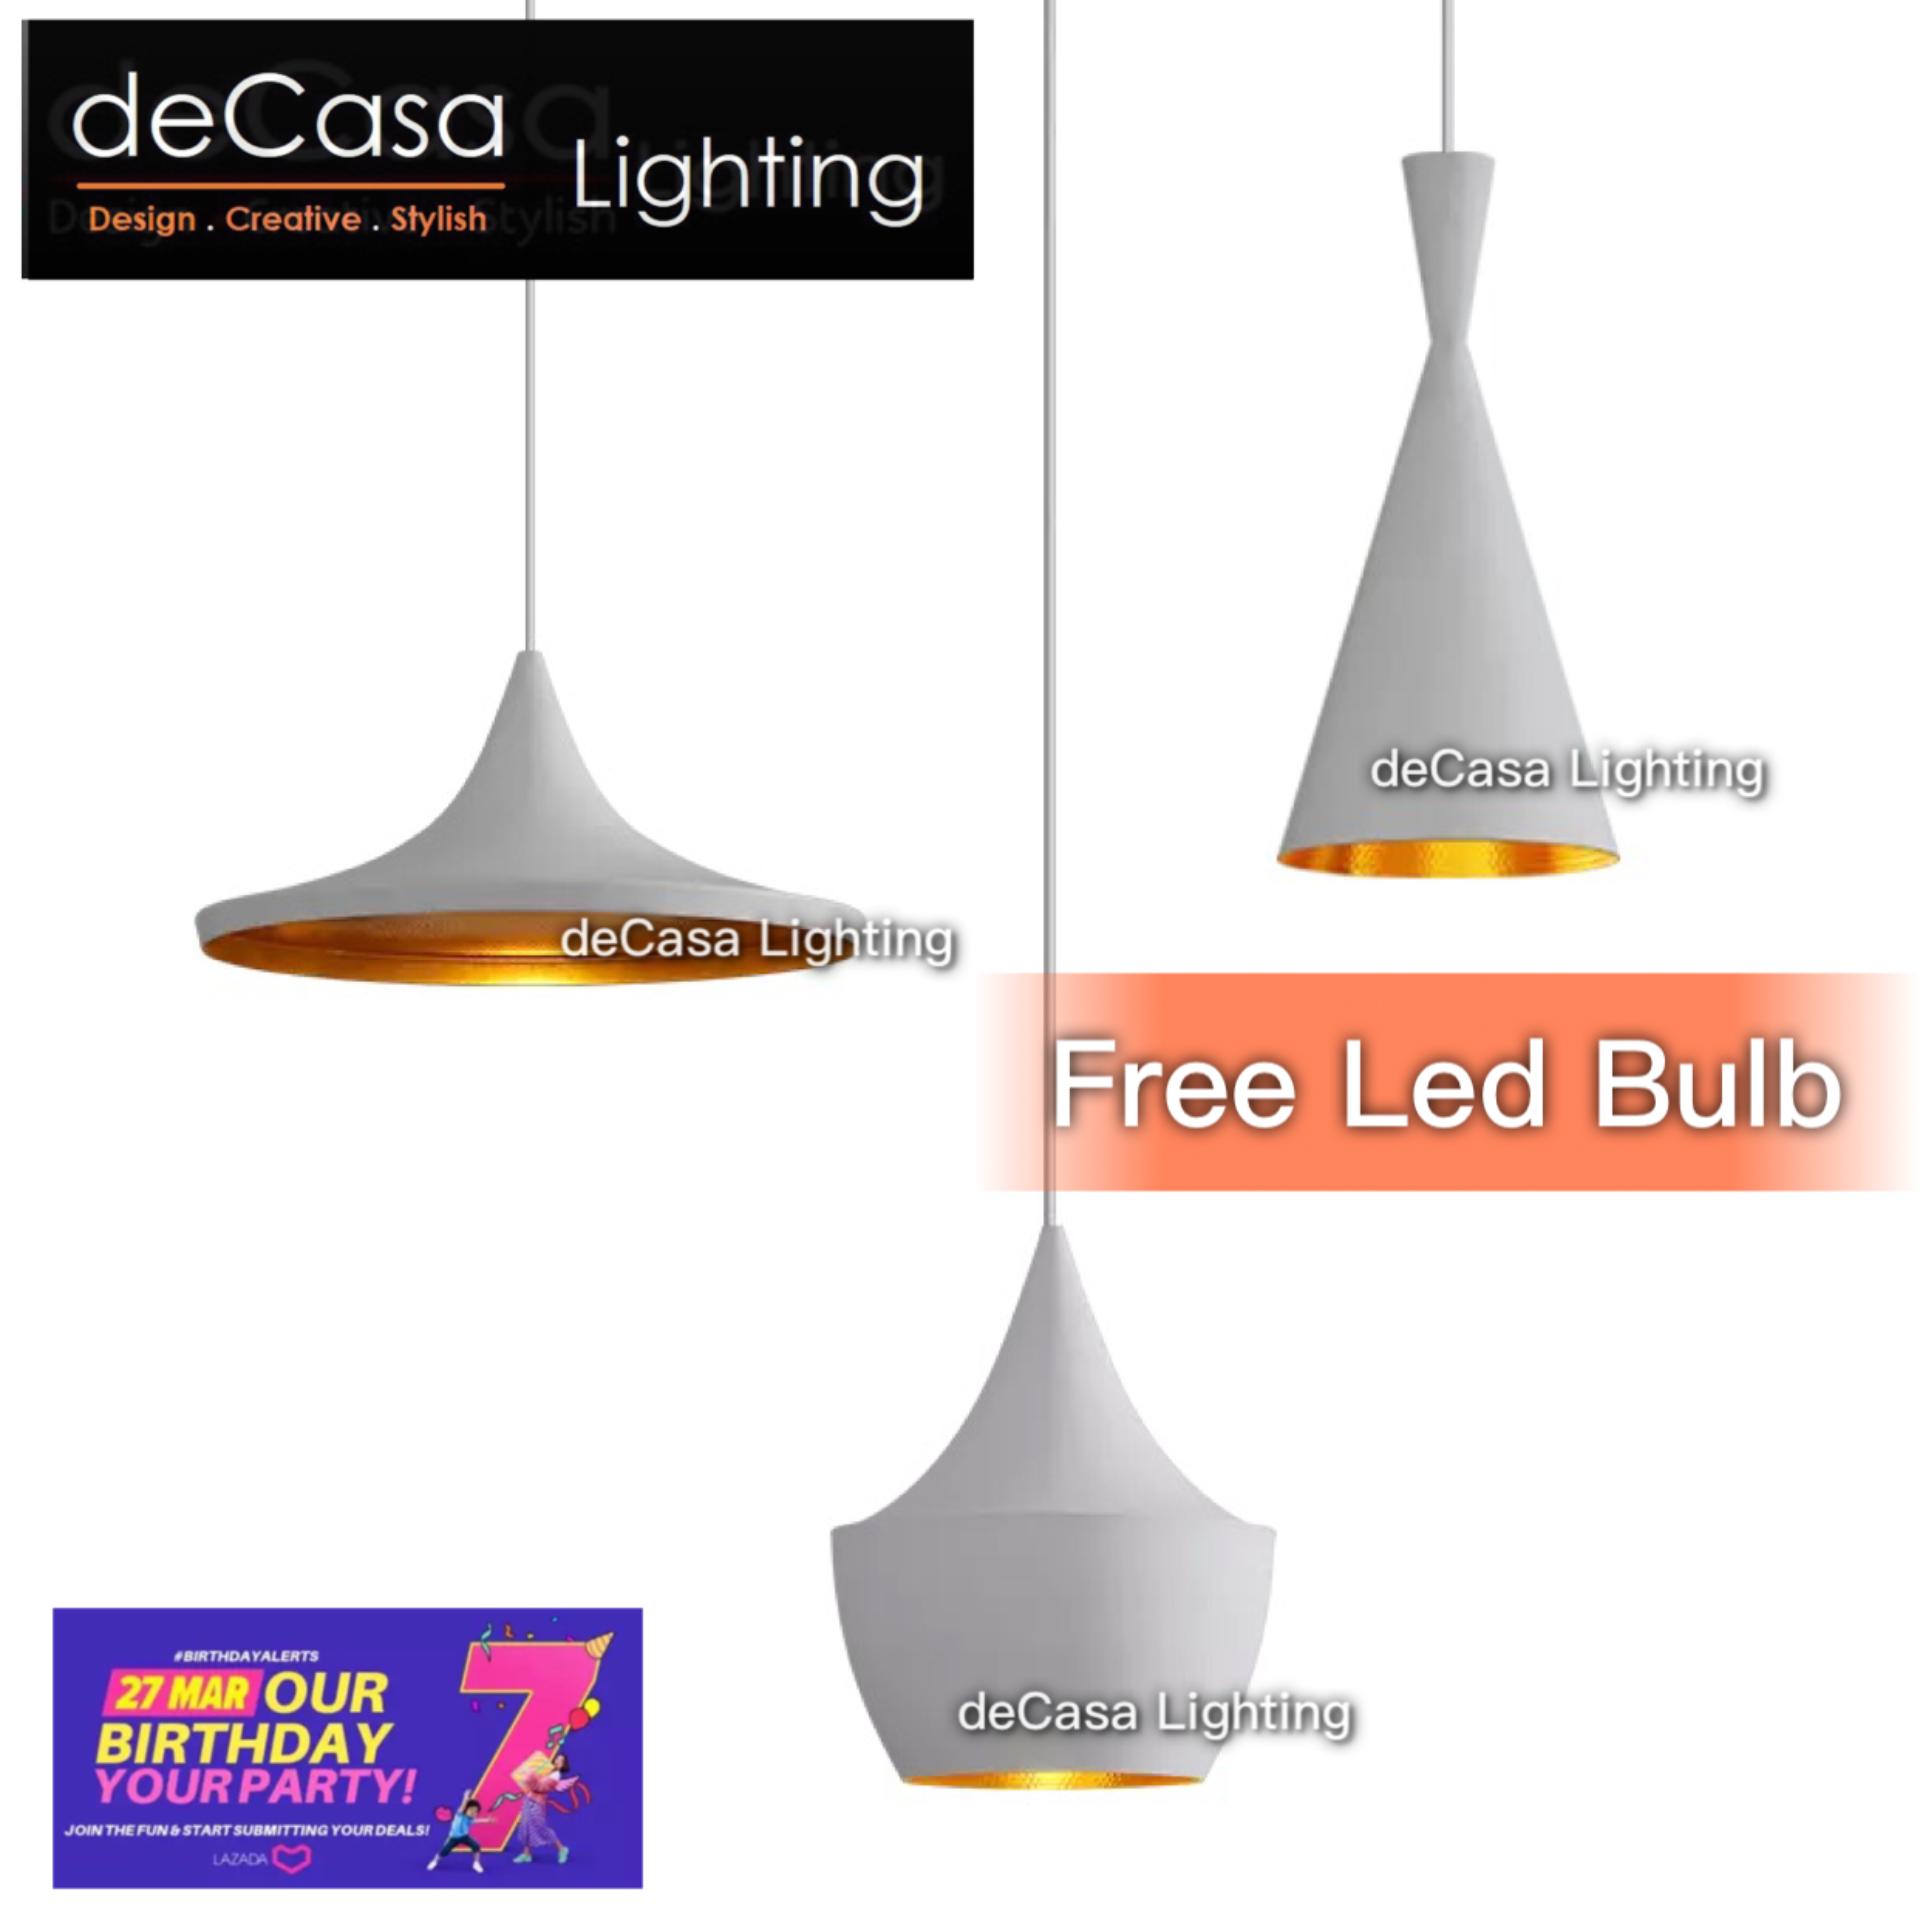 deCasa
Lighting
Design . Creative . Stylish
deCasa Lighting
deCasa Lighting
Free Led Bulb
deCasa Lighting
#BIRTHDAYALERTS
27 MAR OUR
BIRTHDAY
YOUR PARTY!
7
JOIN THE FUN & START SUBMITTING YOUR DEALS!
LAZADA